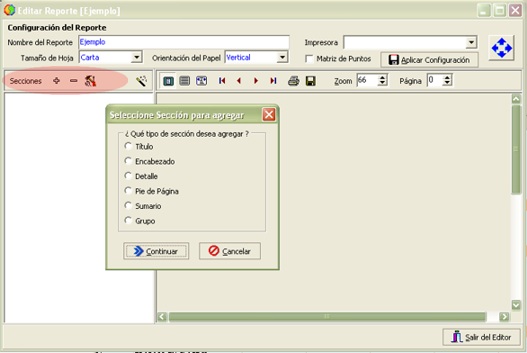 Editar Reporte [Ejemplo]
Configuración del Reporte
Nombre del Reporte Ejemplo Impresora
Tamaño de Hoja Carta Orientación del Papel Vertical Matriz de Puntos Aplicar Configuración
Secciones Zoom 66 Página 0
Seleccione Sección para agregar
¿ Qué tipo de sección desea agregar ?
Título
Encabezado
Detalle
Pie de Página
Sumario
Grupo
Continuar Cancelar
Salir del Editor